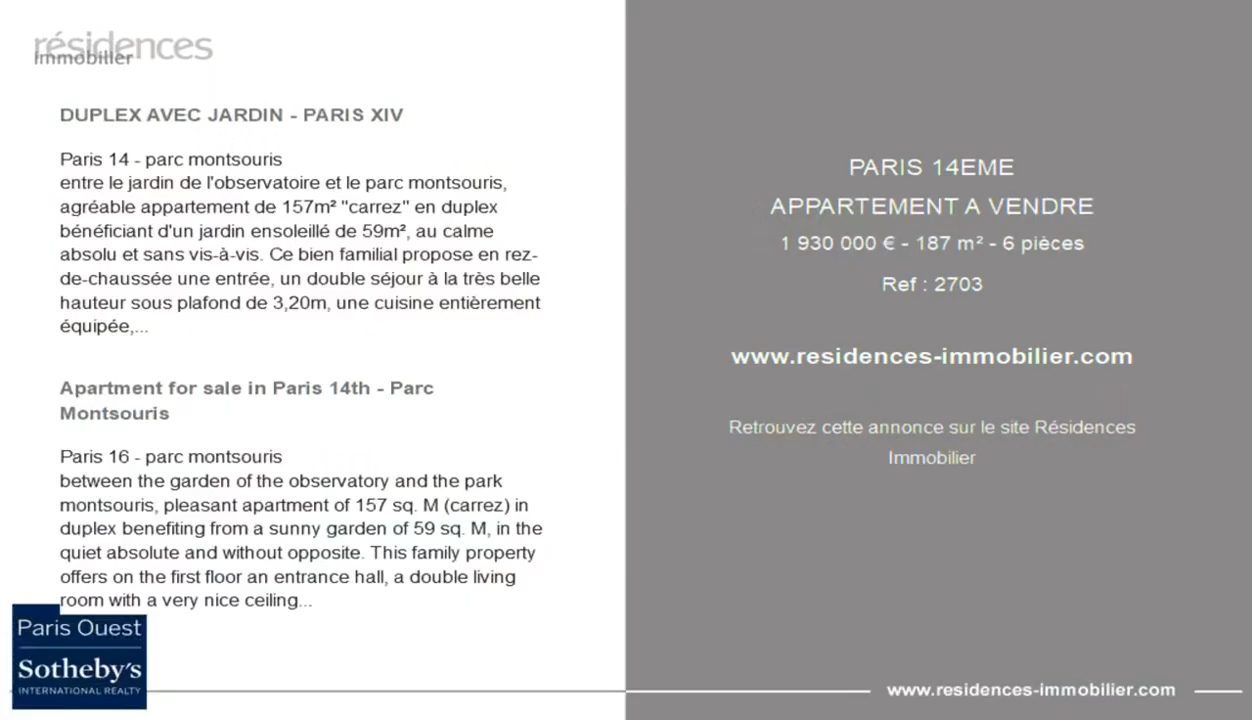 résidences
immobilier
DUPLEX AVEC JARDIN - PARIS XIV
Paris 14 - parc montsouris
entre le jardin de l'observatoire et le parc montsouris,
agréable appartement de 157m² "carrez" en duplex
bénéficiant d'un jardin ensoleillé de 59m², au calme
absolu et sans vis-à-vis. Ce bien familial propose en rez-
de-chaussée une entrée, un double séjour à la très belle
hauteur sous plafond de 3,20m, une cuisine entièrement
équipée,...
Apartment for sale in Paris 14th - Parc
Montsouris
Paris 16 - parc montsouris
between the garden of the observatory and the park
montsouris, pleasant apartment of 157 sq. M (carrez) in
duplex benefiting from a sunny garden of 59 sq. M, in the
quiet absolute and without opposite. This family property
offers on the first floor an entrance hall, a double living
room with a very nice ceiling...
Paris Ouest
Sotheby's
INTERNATIONAL REALTY
PARIS 14EME
APPARTEMENT A VENDRE
1 930 000 € - 187 m² - 6 pièces
Ref : 2703
www.residences-immobilier.com
Retrouvez cette annonce sur le site Résidences
Immobilier
www.residences-immobilier.com